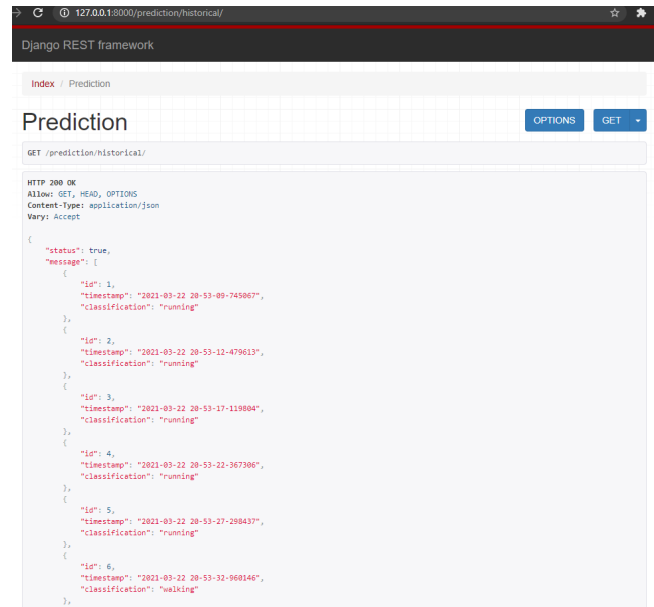 127.0.0.1:8000/prediction/historical/
Django REST framework
Index / Prediction
Prediction
OPTIONS
GET
GET /prediction/historical/
HTTP 200 OK
Allow: GET, HEAD, OPTIONS
Content-Type: application/json
Vary: Accept
{
"status": true,
"message": [
{
"id": 1,
"timestamp": "2021-03-22 20-53-09-745067",
"classification": "running"
},
{
"id": 2,
"timestamp": "2021-03-22 20-53-12-479613",
"classification": "running"
},
{
"id": 3,
"timestamp": "2021-03-22 20-53-17-119804",
"classification": "running"
},
{
"id": 4,
"timestamp": "2021-03-22 20-53-22-367306",
"classification": "running"
},
{
"id": 5,
"timestamp": "2021-03-22 20-53-27-298437",
"classification": "running"
},
{
"id": 6,
"timestamp": "2021-03-22 20-53-32-960146",
"classification": "walking"
},